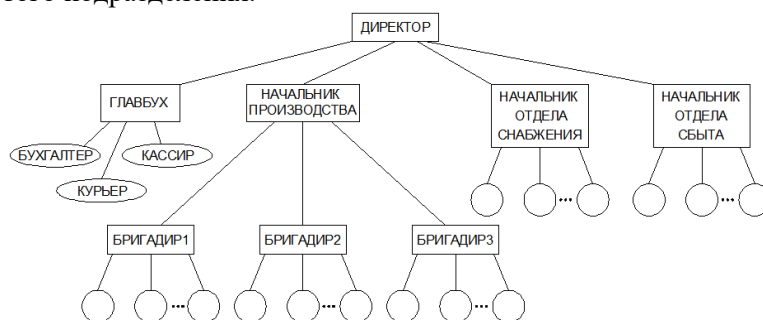 ДИРЕКТОР
ГЛАВБУХ
НАЧАЛЬНИК
ПРОИЗВОДСТВА
НАЧАЛЬНИК
ОТДЕЛА
СНАБЖЕНИЯ
НАЧАЛЬНИК
ОТДЕЛА
СБЫТА
БУХГАЛТЕР
КАССИР
КУРЬЕР
БРИГАДИР1
БРИГАДИР2
БРИГАДИР3